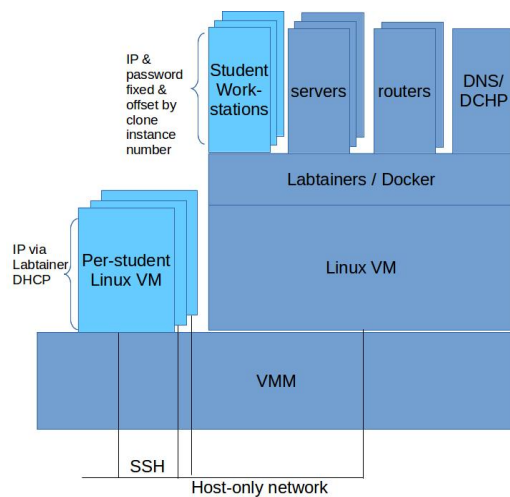 IP &
password
fixed &
offset by
clone
instance
number
Student
Work-
stations
servers
routers
DNS/
DCHP
Labtainers / Docker
IP via
Labtainer
DHCP
Per-student
Linux VM
Linux VM
VMM
SSH
Host-only network